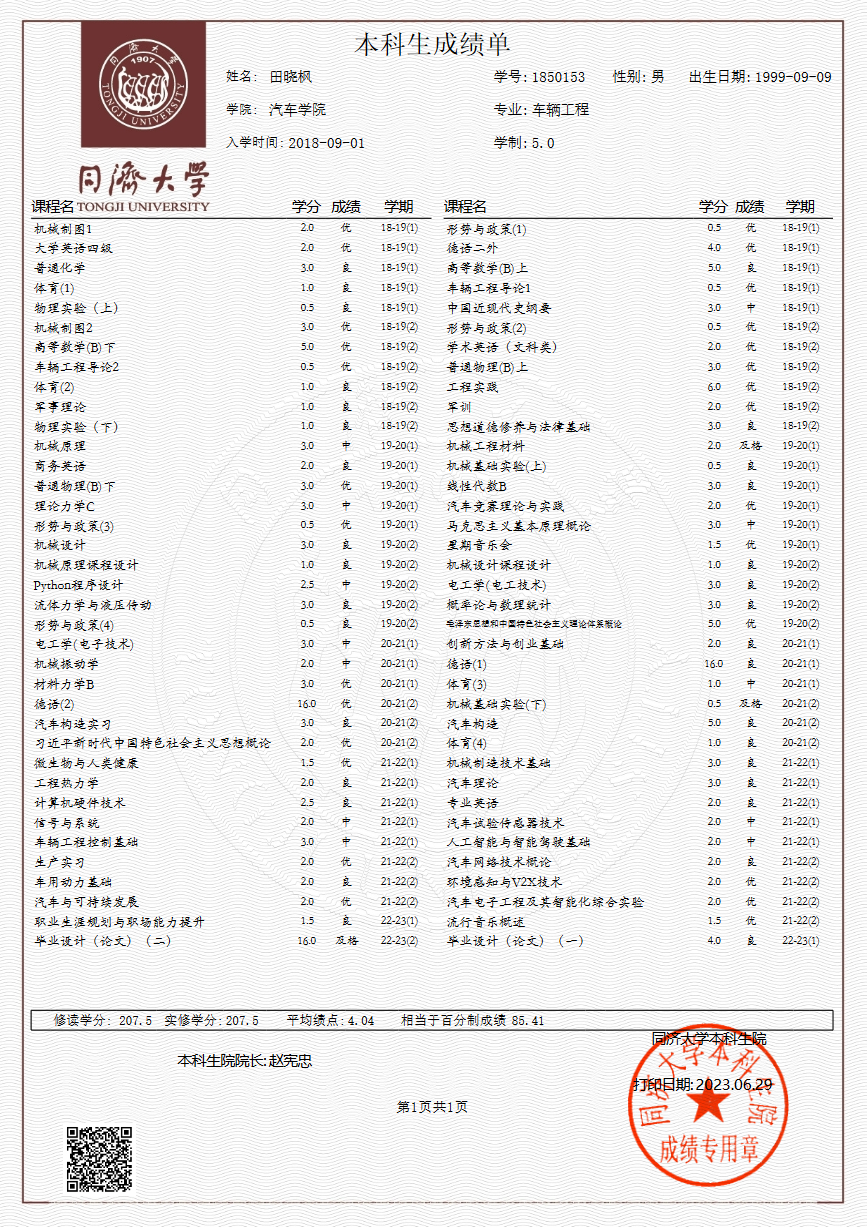 本科生成绩单
姓名: 田晓枫 学号: 1850153 性别: 男 出生日期: 1999-09-09
学院: 汽车学院 专业: 车辆工程
入学时间: 2018-09-01 学制: 5.0
1907
同济大学
TONGJI UNIVERSITY
同濟大学
TONGJI UNIVERSITY
课程名 学分 成绩 学期 课程名 学分 成绩 学期
机械制图1 2.0 优 18-19(1) 形势与政策(1) 0.5 优 18-19(1)
大学英语四级 2.0 优 18-19(1) 德语二外 4.0 优 18-19(1)
普通化学 3.0 良 18-19(1) 高等数学(B)上 5.0 良 18-19(1)
体育(1) 1.0 良 18-19(1) 车辆工程导论1 0.5 优 18-19(1)
物理实验（上） 0.5 良 18-19(1) 中国近现代史纲要 3.0 中 18-19(1)
机械制图2 3.0 优 18-19(2) 形势与政策(2) 0.5 优 18-19(2)
高等数学(B)下 5.0 优 18-19(2) 学术英语（文科类） 2.0 优 18-19(2)
车辆工程导论2 0.5 优 18-19(2) 普通物理(B)上 3.0 优 18-19(2)
体育(2) 1.0 良 18-19(2) 工程实践 6.0 优 18-19(2)
军事理论 1.0 良 18-19(2) 军训 2.0 优 18-19(2)
物理实验（下） 1.0 良 18-19(2) 思想道德修养与法律基础 3.0 良 18-19(2)
机械原理 3.0 中 19-20(1) 机械工程材料 2.0 及格 19-20(1)
商务英语 2.0 良 19-20(1) 机械基础实验(上) 0.5 良 19-20(1)
普通物理(B)下 3.0 优 19-20(1) 线性代数B 3.0 良 19-20(1)
理论力学C 3.0 中 19-20(1) 汽车竞赛理论与实践 2.0 优 19-20(1)
形势与政策(3) 0.5 优 19-20(1) 马克思主义基本原理概论 3.0 中 19-20(1)
机械设计 3.0 良 19-20(2) 星期音乐会 1.5 优 19-20(1)
机械原理课程设计 1.0 良 19-20(2) 机械设计课程设计 1.0 良 19-20(2)
Python程序设计 2.5 中 19-20(2) 电工学(电工技术) 3.0 良 19-20(2)
流体力学与液压传动 3.0 良 19-20(2) 概率论与数理统计 3.0 良 19-20(2)
形势与政策(4) 0.5 良 19-20(2) 毛泽东思想和中国特色社会主义理论体系概论 5.0 优 19-20(2)
电工学(电子技术) 3.0 中 20-21(1) 创新方法与创业基础 2.0 良 20-21(1)
机械振动学 2.0 中 20-21(1) 德语(1) 16.0 良 20-21(1)
材料力学B 3.0 优 20-21(1) 体育(3) 1.0 中 20-21(1)
德语(2) 16.0 优 20-21(2) 机械基础实验(下) 0.5 及格 20-21(2)
汽车构造实习 3.0 良 20-21(2) 汽车构造 5.0 良 20-21(2)
习近平新时代中国特色社会主义思想概论 2.0 优 20-21(2) 体育(4) 1.0 良 20-21(2)
微生物与人类健康 1.5 优 21-22(1) 机械制造技术基础 3.0 良 21-22(1)
工程热力学 2.0 良 21-22(1) 汽车理论 3.0 良 21-22(1)
计算机硬件技术 2.5 良 21-22(1) 专业英语 2.0 良 21-22(1)
信号与系统 2.0 中 21-22(1) 汽车试验传感器技术 2.0 中 21-22(1)
车辆工程控制基础 3.0 中 21-22(1) 人工智能与智能驾驶基础 2.0 中 21-22(1)
生产实习 2.0 优 21-22(2) 汽车网络技术概论 2.0 良 21-22(2)
车用动力基础 2.0 良 21-22(2) 环境感知与V2X技术 2.0 优 21-22(2)
汽车与可持续发展 2.0 优 21-22(2) 汽车电子工程及其智能化综合实验 2.0 优 21-22(2)
职业生涯规划与职场能力提升 1.5 良 22-23(1) 流行音乐概述 1.5 优 21-22(2)
毕业设计（论文）（二） 16.0 及格 22-23(2) 毕业设计（论文）（一） 4.0 良 22-23(1)
修读学分: 207.5 实修学分: 207.5 平均绩点: 4.04 相当于百分制成绩 85.41
同济大学本科生院
本科生院院长: 赵宪忠
打印日期: 2023.06.29
同济大学本科生院
成绩专用章
第1页共1页